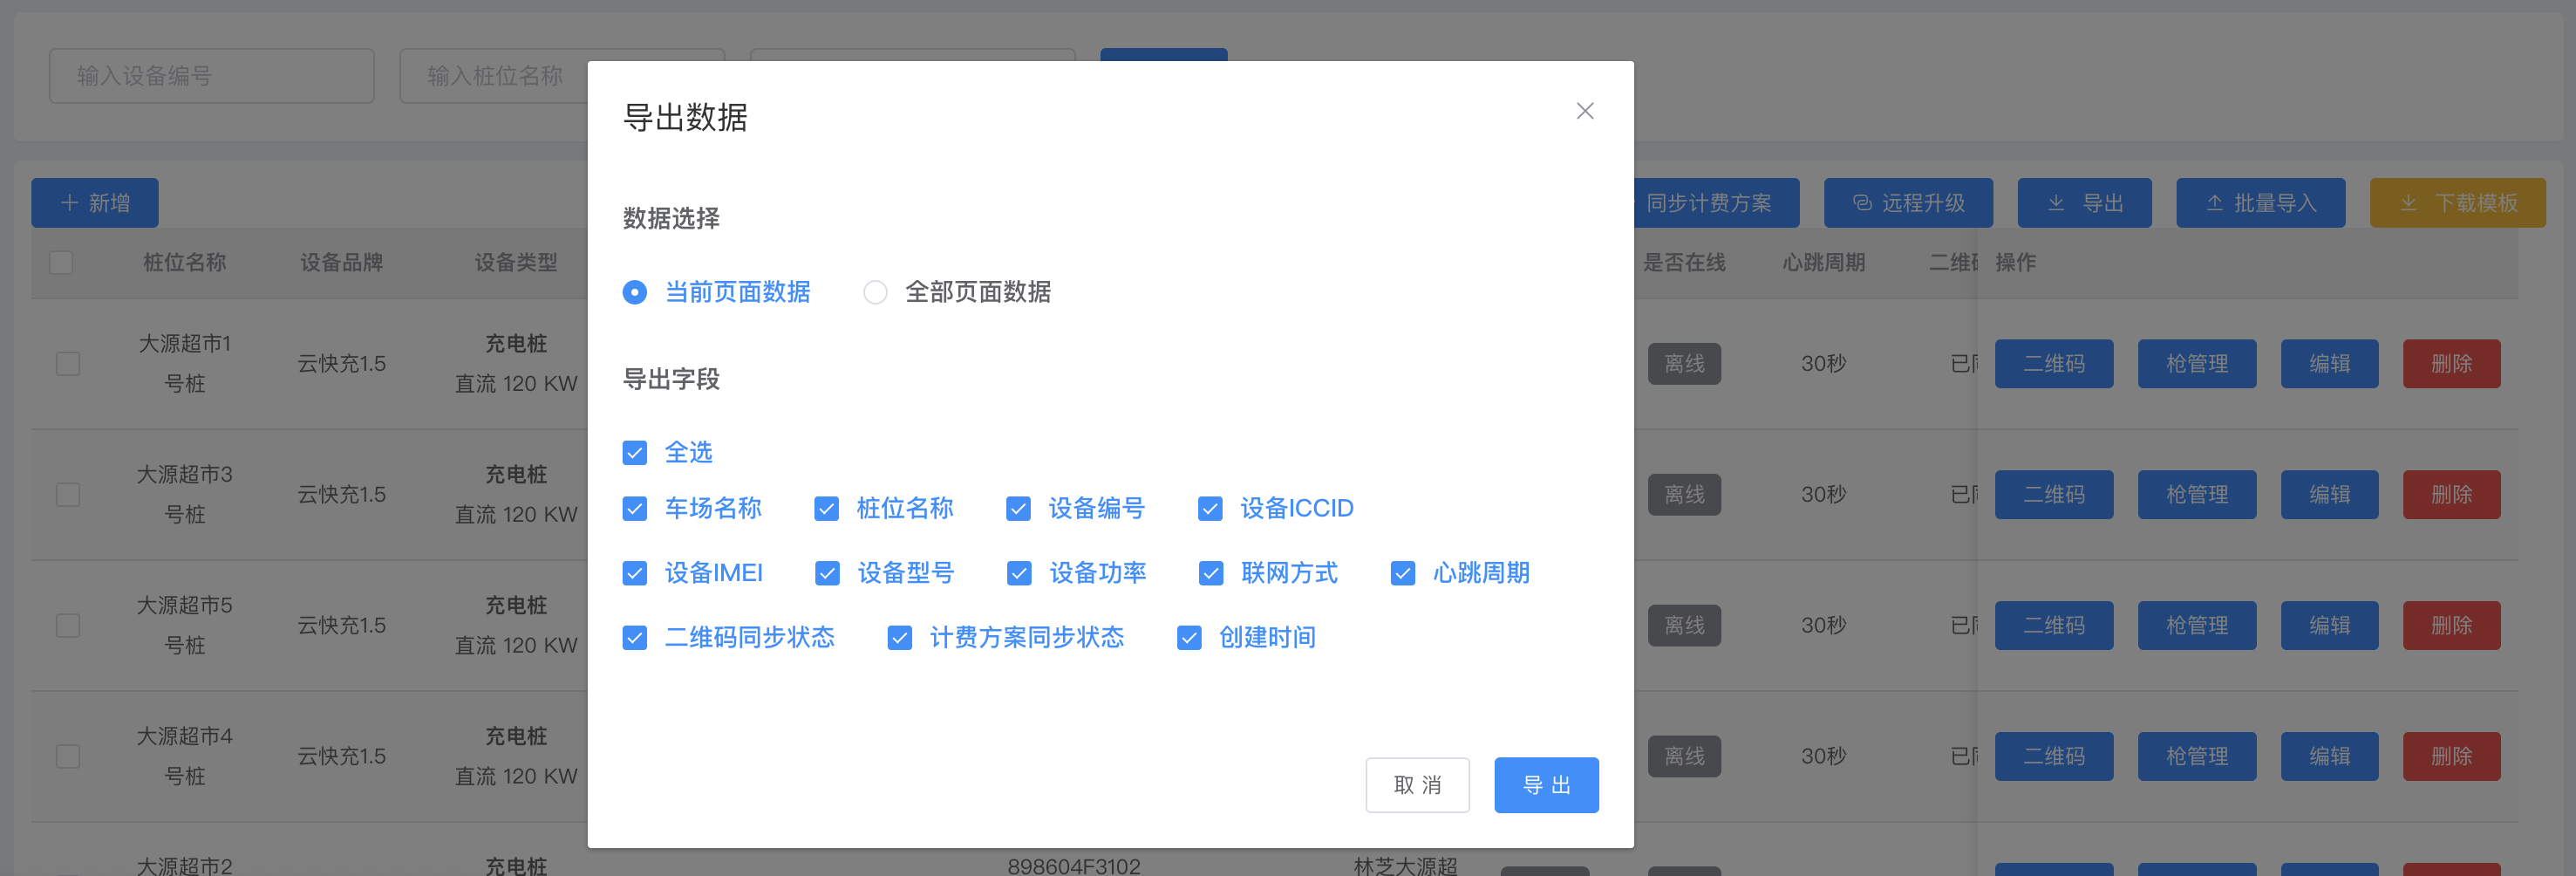 输入设备编号
输入桩位名称
导出数据
数据选择
当前页面数据
全部页面数据
导出字段
全选
车场名称 桩位名称 设备编号 设备ICCID
设备IMEI 设备型号 设备功率 联网方式 心跳周期
二维码同步状态 计费方案同步状态 创建时间
取 消
导 出
新增
同步计费方案
远程升级
导出
批量导入
下载模板
桩位名称 设备品牌 设备类型 是否在线 心跳周期 二维 操作
大源超市1
号桩
云快充1.5
充电桩
直流 120 KW
离线
30秒
已
二维码
枪管理
编辑
删除
大源超市3
号桩
云快充1.5
充电桩
直流 120 KW
离线
30秒
已
二维码
枪管理
编辑
删除
大源超市5
号桩
云快充1.5
充电桩
直流 120 KW
离线
30秒
已
二维码
枪管理
编辑
删除
大源超市4
号桩
云快充1.5
充电桩
直流 120 KW
离线
30秒
已
二维码
枪管理
编辑
删除
大源超市2
充电桩
898604F3102
林芝大源超